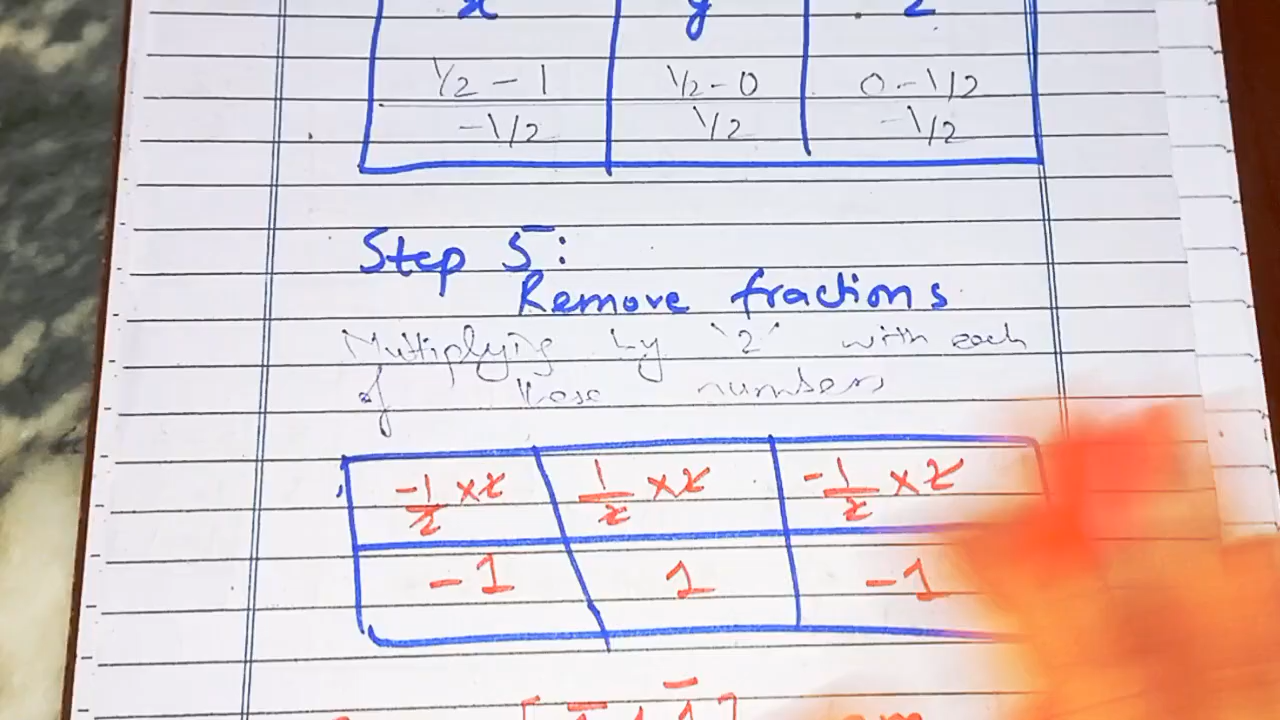 x y z
1/2 - 1 1/2 - 0 0 - 1/2
-1/2 1/2 -1/2
Step 5:
Remove fractions
Multiplying by '2' with each
of these numbers
-1/2 x 2 1/2 x 2 -1/2 x 2
-1 1 -1